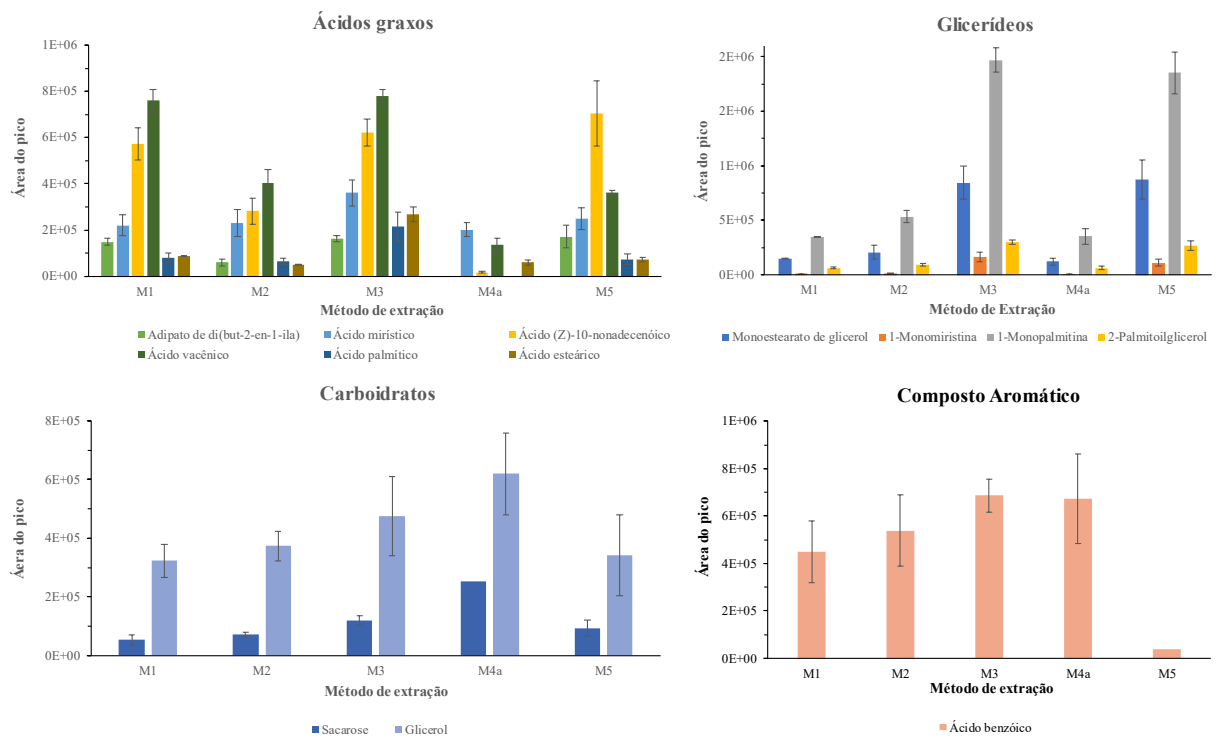 Ácidos graxos
1E+06
8E+05
6E+05
4E+05
2E+05
0E+00
Área do pico
M1 M2 M3 M4a M5
Método de extração
Adipato de di(but-2-en-1-ila) Ácido mirístico Ácido (Z)-10-nonadecenóico
Ácido vacênico Ácido palmítico Ácido esteárico
Glicerídeos
2E+06
2E+06
1E+06
5E+05
0E+00
Área do pico
M1 M2 M3 M4a M5
Método de Extração
Monoestearato de glicerol 1-Monomiristina 1-Monopalmitina 2-Palmitoilglicerol
Carboidratos
8E+05
6E+05
4E+05
2E+05
0E+00
Áera do pico
M1 M2 M3 M4a M5
Método de extração
Sacarose Glicerol
Composto Aromático
1E+06
8E+05
6E+05
4E+05
2E+05
0E+00
Área do pico
M1 M2 M3 M4a M5
Método de extração
Ácido benzóico